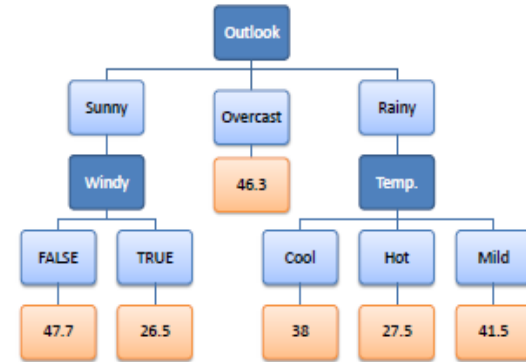 Outlook
Sunny
Overcast
Rainy
Windy
46.3
Temp.
FALSE
TRUE
Cool
Hot
Mild
47.7
26.5
38
27.5
41.5